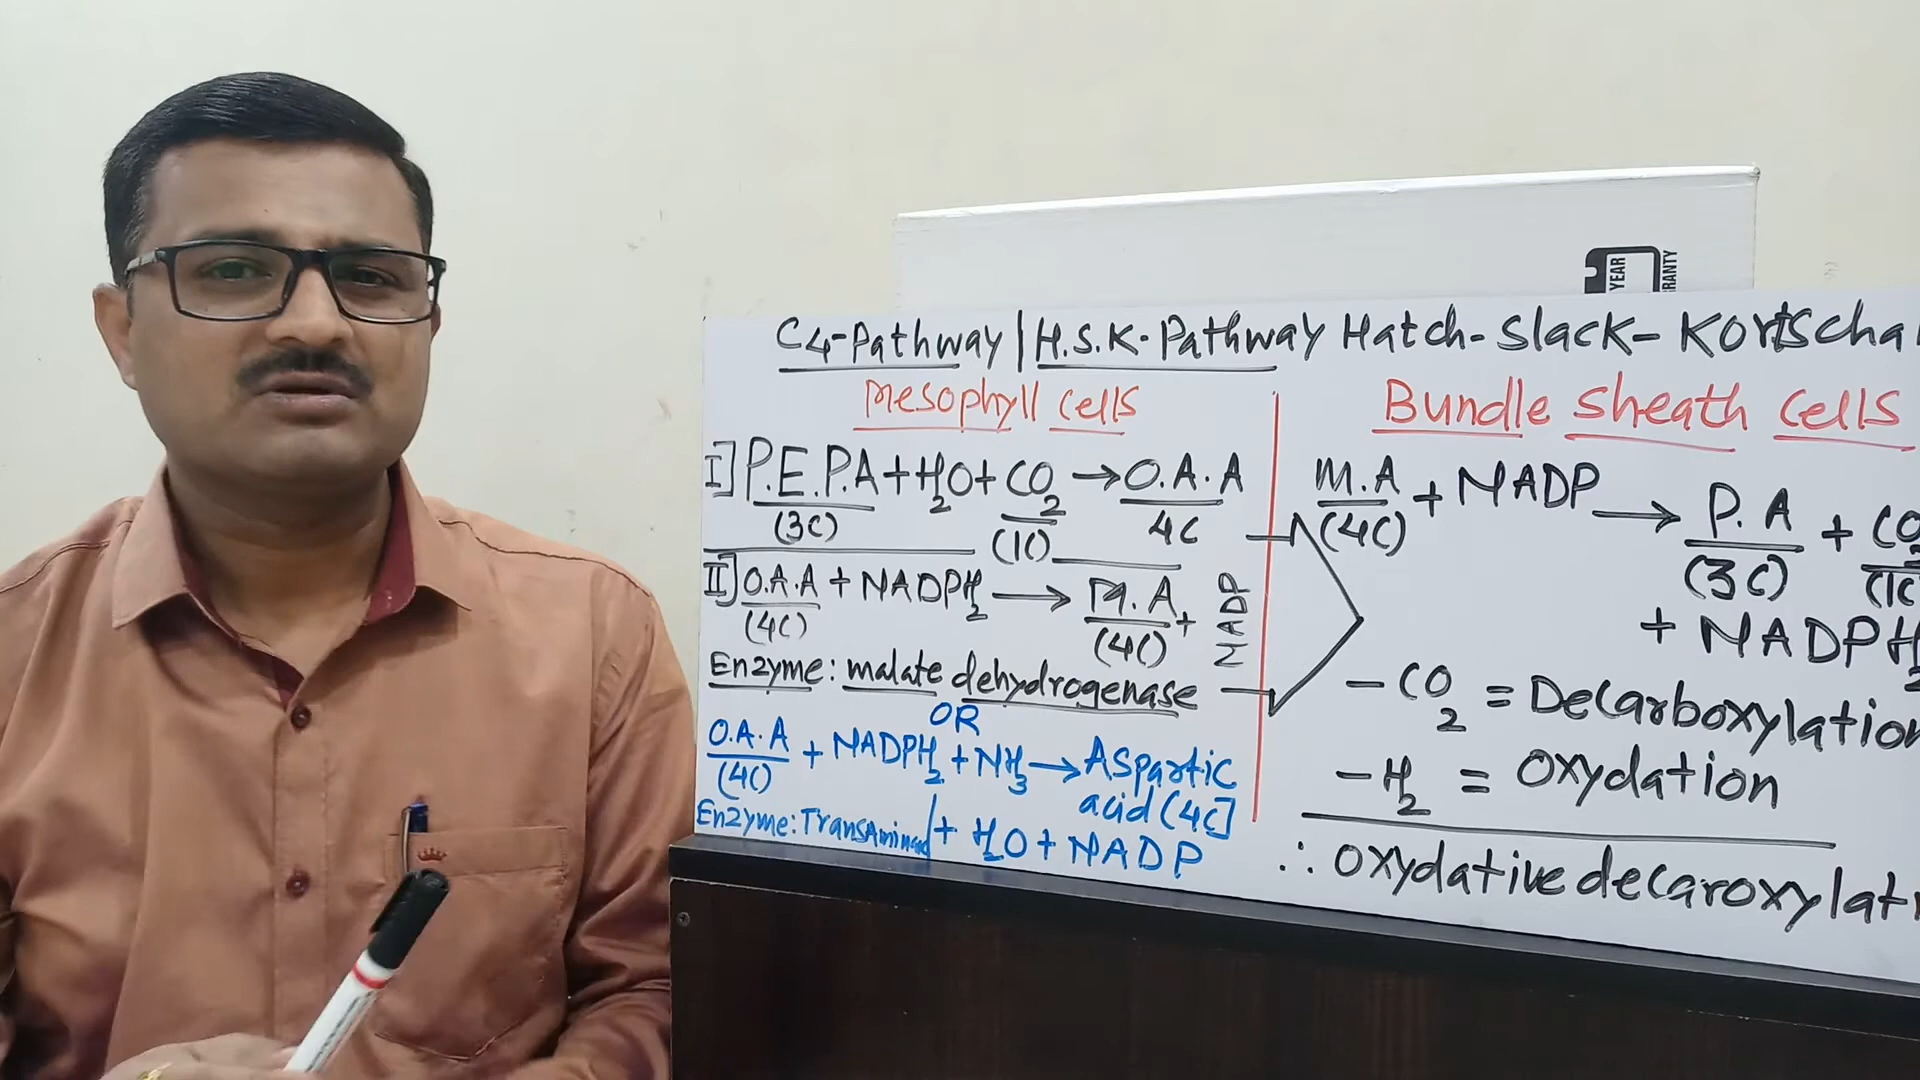 YEAR
RANTY
C4-Pathway | H.S.K-Pathway Hatch-Slack-Kortscha
Mesophyll cells
I] P.E.P.A + H2O + CO2 → O.A.A
(3C) (1C) 4C
II] O.A.A + NADPH2 → M.A +
(4C) (4C)
NADP
Enzyme: malate dehydrogenase
OR
O.A.A + NADPH2 + NH3 → Aspartic
(4C) acid (4C]
Enzyme: Transaminase + H2O + NADP
Bundle Sheath Cells
M.A + NADP → P.A + CO2
(4C) (3C) (1C
+ NADPH2
-CO2 = Decarboxylation
-H2 = Oxydation
∴ Oxydative decaroxylati